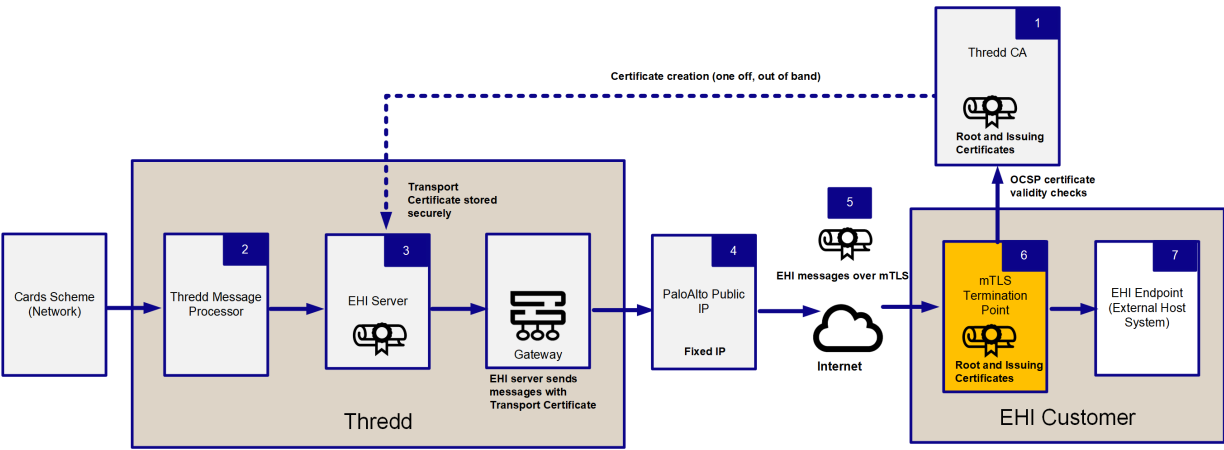 1
Thredd CA
Root and Issuing
Certificates
Certificate creation (one off, out of band)
OCSP certificate
validity checks
Transport
Certificate stored
securely
Cards Scheme
(Network)
2
Thredd Message
Processor
3
EHI Server
Gateway
EHI server sends
messages with
Transport Certificate
Thredd
4
PaloAlto Public
IP
Fixed IP
5
EHI messages over mTLS
Internet
6
mTLS
Termination
Point
Root and Issuing
Certificates
7
EHI Endpoint
(External Host
System)
EHI Customer